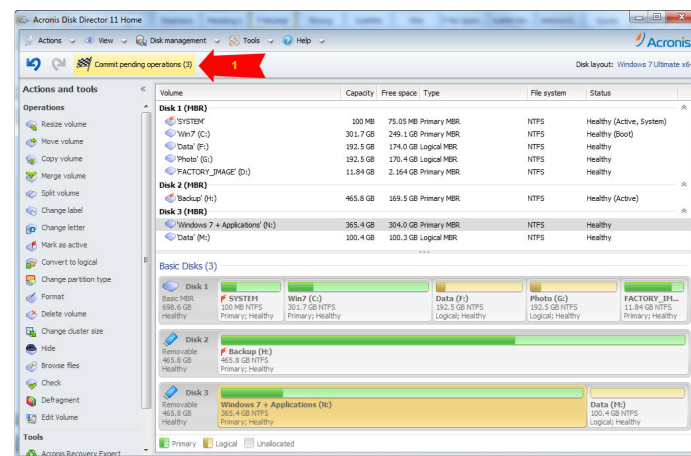 Acronis Disk Director 11 Home
Actions View Disk management Tools Help Acronis
Commit pending operations (3) 1 Disk layout: Windows 7 Ultimate x6
Actions and tools «
Operations
Resize volume
Move volume
Copy volume
Merge volume
Split volume
Change label
Change letter
Mark as active
Convert to logical
Change partition type
Format
Delete volume
Change cluster size
Hide
Browse files
Check
Defragment
Edit Volume
Tools
Acronis Recovery Expert
Volume Capacity Free space Type File system Status
Disk 1 (MBR)
'SYSTEM' 100 MB 75.05 MB Primary MBR NTFS Healthy (Active, System)
'Win7' (C:) 301.7 GB 249.1 GB Primary MBR NTFS Healthy (Boot)
'Data' (F:) 192.5 GB 174.0 GB Logical MBR NTFS Healthy
'Photo' (G:) 192.5 GB 170.4 GB Logical MBR NTFS Healthy
'FACTORY_IMAGE' (D:) 11.84 GB 2.164 GB Primary MBR NTFS Healthy
Disk 2 (MBR)
'Backup' (H:) 465.8 GB 169.5 GB Primary MBR NTFS Healthy (Active)
Disk 3 (MBR)
'Windows 7 + Applications' (N:) 365.4 GB 304.0 GB Primary MBR NTFS Healthy
'Data' (M:) 100.4 GB 100.3 GB Logical MBR NTFS Healthy
Basic Disks (3)
Disk 1
Basic MBR
698.6 GB
Healthy
SYSTEM
100 MB NTFS
Primary; Healthy
Win7 (C:)
301.7 GB NTFS
Primary; Healthy
Data (F:)
192.5 GB NTFS
Logical; Healthy
Photo (G:)
192.5 GB NTFS
Logical; Healthy
FACTORY_IM...
11.84 GB NTFS
Primary; Healthy
Disk 2
Removable
465.8 GB
Healthy
Backup (H:)
465.8 GB NTFS
Primary; Healthy
Disk 3
Removable
465.8 GB
Healthy
Windows 7 + Applications (N:)
365.4 GB NTFS
Primary; Healthy
Data (M:)
100.4 GB NTFS
Logical; Healthy
Primary Logical Unallocated